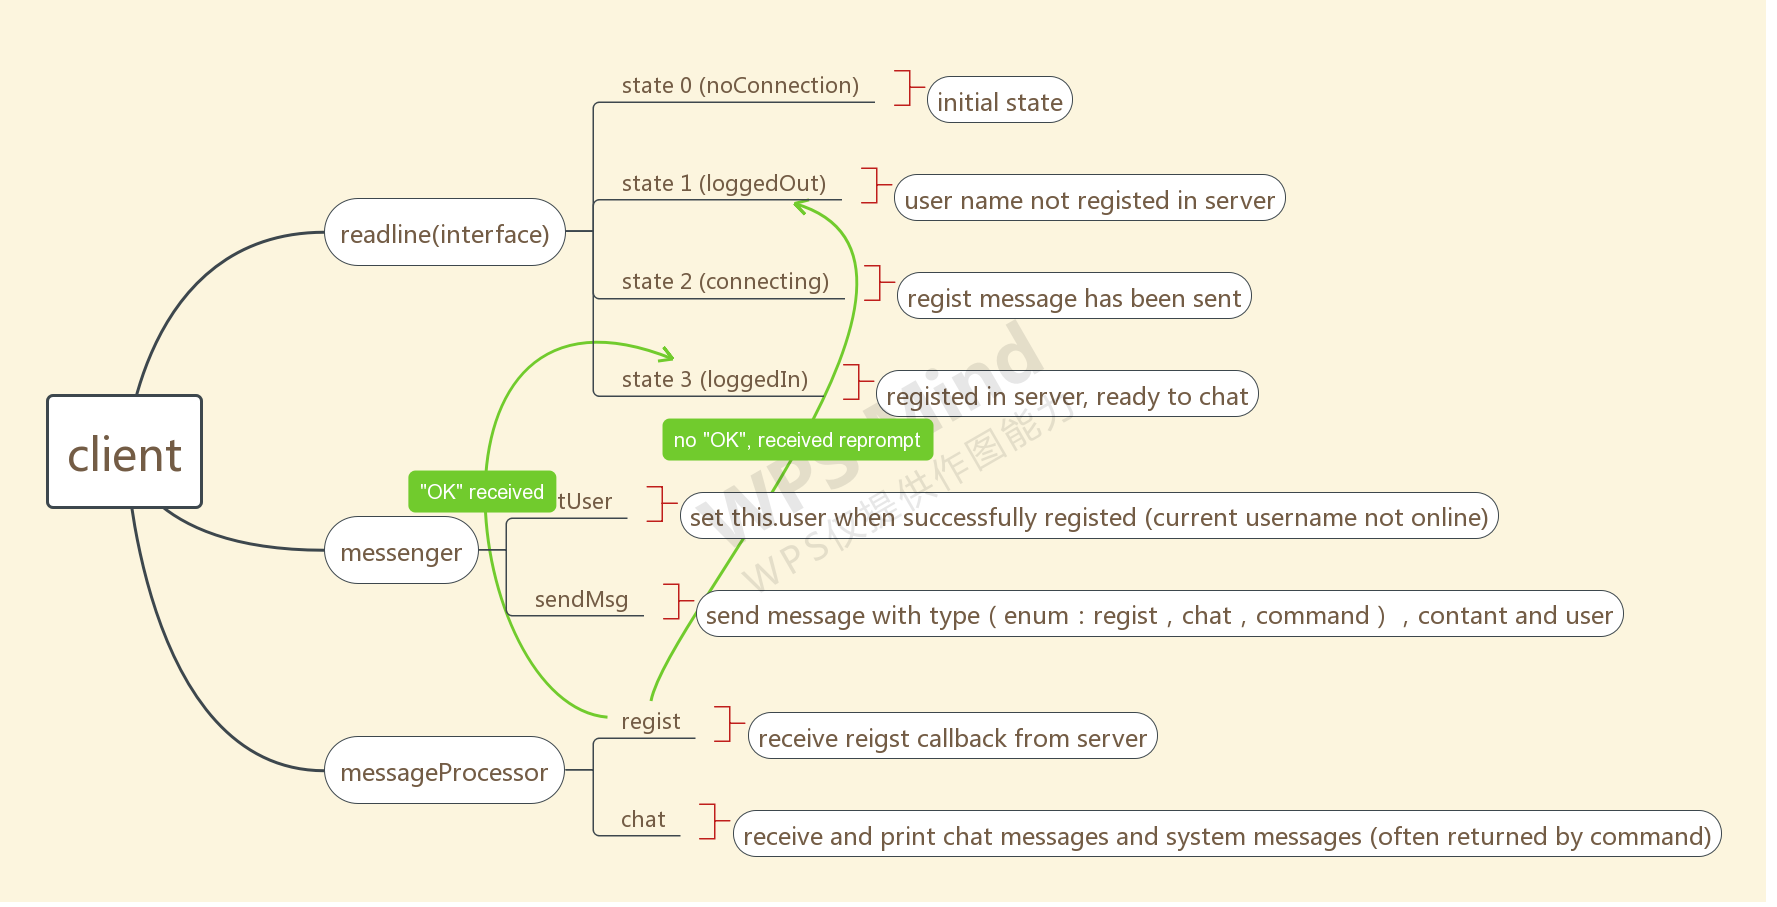 client
readline(interface)
state 0 (noConnection)
initial state
state 1 (loggedOut)
user name not registed in server
state 2 (connecting)
regist message has been sent
state 3 (loggedIn)
registed in server, ready to chat
no "OK", received reprompt
"OK" received
messenger
tUser
set this.user when successfully registed (current username not online)
sendMsg
send message with type ( enum : regist , chat , command ) , contant and user
messageProcessor
regist
receive reigst callback from server
chat
receive and print chat messages and system messages (often returned by command)
WPS Mind
WPS仅提供作图能力